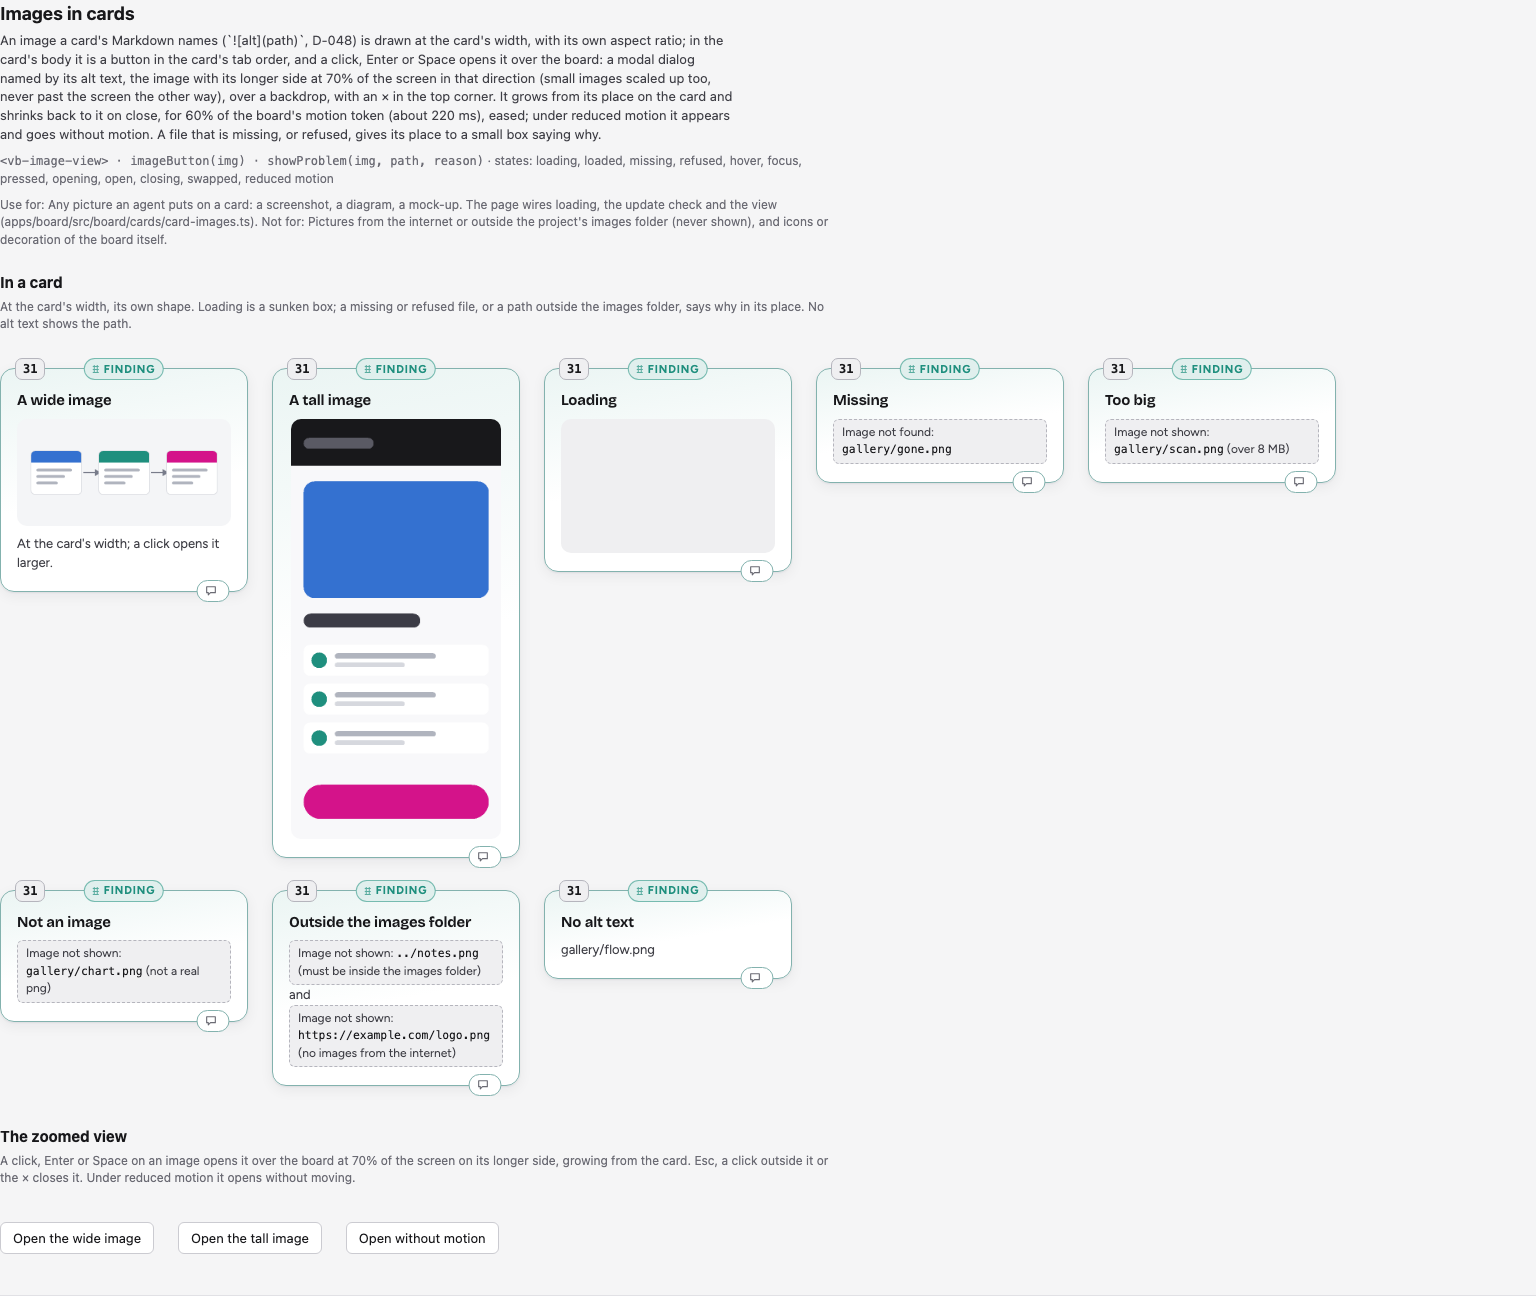 Images in cards
An image a card's Markdown names (`![alt](path)`, D-048) is drawn at the card's width, with its own aspect ratio; in the
card's body it is a button in the card's tab order, and a click, Enter or Space opens it over the board: a modal dialog
named by its alt text, the image with its longer side at 70% of the screen in that direction (small images scaled up too,
never past the screen the other way), over a backdrop, with an × in the top corner. It grows from its place on the card and
shrinks back to it on close, for 60% of the board's motion token (about 220 ms), eased; under reduced motion it appears
and goes without motion. A file that is missing, or refused, gives its place to a small box saying why.
<vb-image-view> · imageButton(img) · showProblem(img, path, reason) · states: loading, loaded, missing, refused, hover, focus,
pressed, opening, open, closing, swapped, reduced motion
Use for: Any picture an agent puts on a card: a screenshot, a diagram, a mock-up. The page wires loading, the update check and the view
(apps/board/src/board/cards/card-images.ts). Not for: Pictures from the internet or outside the project's images folder (never shown), and icons or
decoration of the board itself.
In a card
At the card's width, its own shape. Loading is a sunken box; a missing or refused file, or a path outside the images folder, says why in its place. No
alt text shows the path.
31 FINDING
A wide image
At the card's width; a click opens it
larger.
31 FINDING
A tall image
31 FINDING
Loading
31 FINDING
Missing
Image not found:
gallery/gone.png
31 FINDING
Too big
Image not shown:
gallery/scan.png (over 8 MB)
31 FINDING
Not an image
Image not shown:
gallery/chart.png (not a real
png)
31 FINDING
Outside the images folder
Image not shown: ../notes.png
(must be inside the images folder)
and
Image not shown:
https://example.com/logo.png
(no images from the internet)
31 FINDING
No alt text
gallery/flow.png
The zoomed view
A click, Enter or Space on an image opens it over the board at 70% of the screen on its longer side, growing from the card. Esc, a click outside it or
the × closes it. Under reduced motion it opens without moving.
Open the wide image
Open the tall image
Open without motion